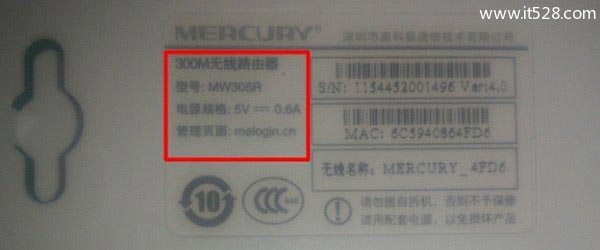 www.it528.com
MERCURY®
深圳市美科星通信技术有限公司
300M无线路由器
型号: MW305R
电源规格: 5V ⎓ 0.6A
管理页面: melogin.cn
S/N: 1154452001496 Ver:4.0
MAC: 6C5940864FD6
无线名称: MERCURY_4FD6
10
CCC
请勿擅自拆机，否则不予保修
请用配套电源，以免损坏产品